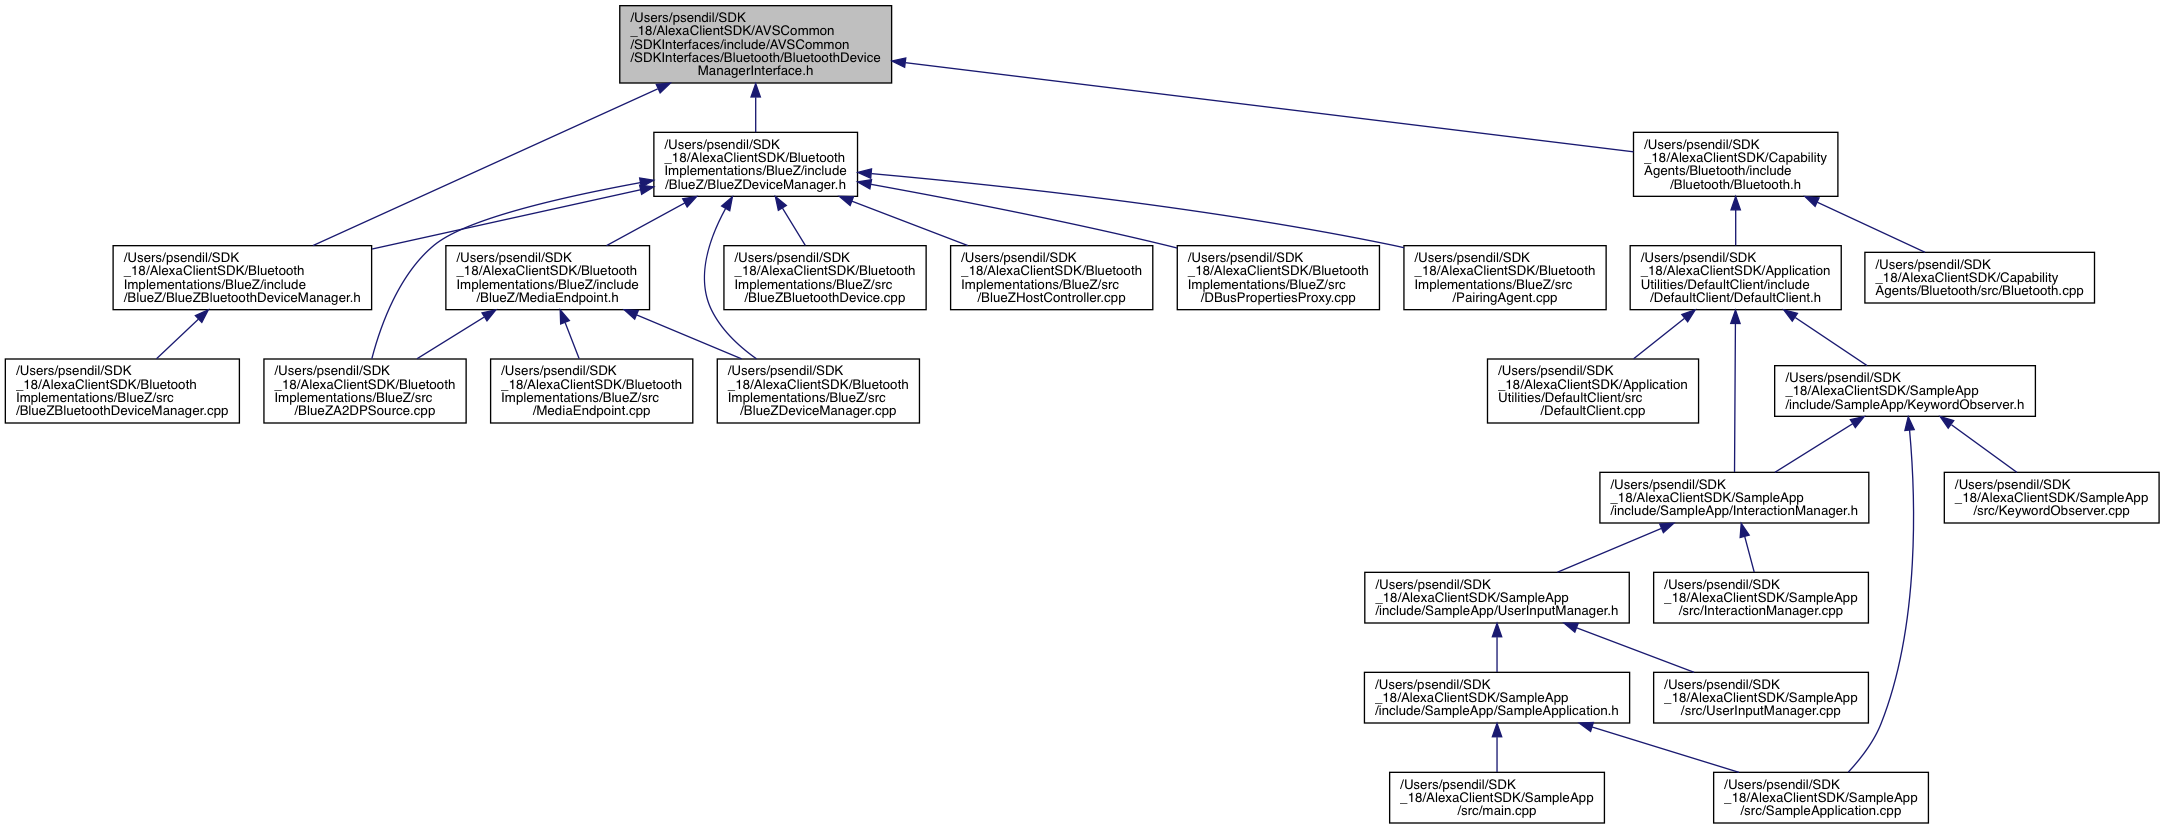 /Users/psendil/SDK
_18/AlexaClientSDK/AVSCommon
/SDKInterfaces/include/AVSCommon
/SDKInterfaces/Bluetooth/BluetoothDevice
ManagerInterface.h
/Users/psendil/SDK
_18/AlexaClientSDK/Bluetooth
Implementations/BlueZ/include
/BlueZ/BlueZDeviceManager.h
/Users/psendil/SDK
_18/AlexaClientSDK/Capability
Agents/Bluetooth/include
/Bluetooth/Bluetooth.h
/Users/psendil/SDK
_18/AlexaClientSDK/Bluetooth
Implementations/BlueZ/include
/BlueZ/BlueZBluetoothDeviceManager.h
/Users/psendil/SDK
_18/AlexaClientSDK/Bluetooth
Implementations/BlueZ/include
/BlueZ/MediaEndpoint.h
/Users/psendil/SDK
_18/AlexaClientSDK/Bluetooth
Implementations/BlueZ/src
/BlueZBluetoothDevice.cpp
/Users/psendil/SDK
_18/AlexaClientSDK/Bluetooth
Implementations/BlueZ/src
/BlueZHostController.cpp
/Users/psendil/SDK
_18/AlexaClientSDK/Bluetooth
Implementations/BlueZ/src
/DBusPropertiesProxy.cpp
/Users/psendil/SDK
_18/AlexaClientSDK/Bluetooth
Implementations/BlueZ/src
/PairingAgent.cpp
/Users/psendil/SDK
_18/AlexaClientSDK/Application
Utilities/DefaultClient/include
/DefaultClient/DefaultClient.h
/Users/psendil/SDK
_18/AlexaClientSDK/Capability
Agents/Bluetooth/src/Bluetooth.cpp
/Users/psendil/SDK
_18/AlexaClientSDK/Bluetooth
Implementations/BlueZ/src
/BlueZBluetoothDeviceManager.cpp
/Users/psendil/SDK
_18/AlexaClientSDK/Bluetooth
Implementations/BlueZ/src
/BlueZA2DPSource.cpp
/Users/psendil/SDK
_18/AlexaClientSDK/Bluetooth
Implementations/BlueZ/src
/MediaEndpoint.cpp
/Users/psendil/SDK
_18/AlexaClientSDK/Bluetooth
Implementations/BlueZ/src
/BlueZDeviceManager.cpp
/Users/psendil/SDK
_18/AlexaClientSDK/Application
Utilities/DefaultClient/src
/DefaultClient.cpp
/Users/psendil/SDK
_18/AlexaClientSDK/SampleApp
/include/SampleApp/KeywordObserver.h
/Users/psendil/SDK
_18/AlexaClientSDK/SampleApp
/include/SampleApp/InteractionManager.h
/Users/psendil/SDK
_18/AlexaClientSDK/SampleApp
/src/KeywordObserver.cpp
/Users/psendil/SDK
_18/AlexaClientSDK/SampleApp
/include/SampleApp/UserInputManager.h
/Users/psendil/SDK
_18/AlexaClientSDK/SampleApp
/src/InteractionManager.cpp
/Users/psendil/SDK
_18/AlexaClientSDK/SampleApp
/include/SampleApp/SampleApplication.h
/Users/psendil/SDK
_18/AlexaClientSDK/SampleApp
/src/UserInputManager.cpp
/Users/psendil/SDK
_18/AlexaClientSDK/SampleApp
/src/main.cpp
/Users/psendil/SDK
_18/AlexaClientSDK/SampleApp
/src/SampleApplication.cpp